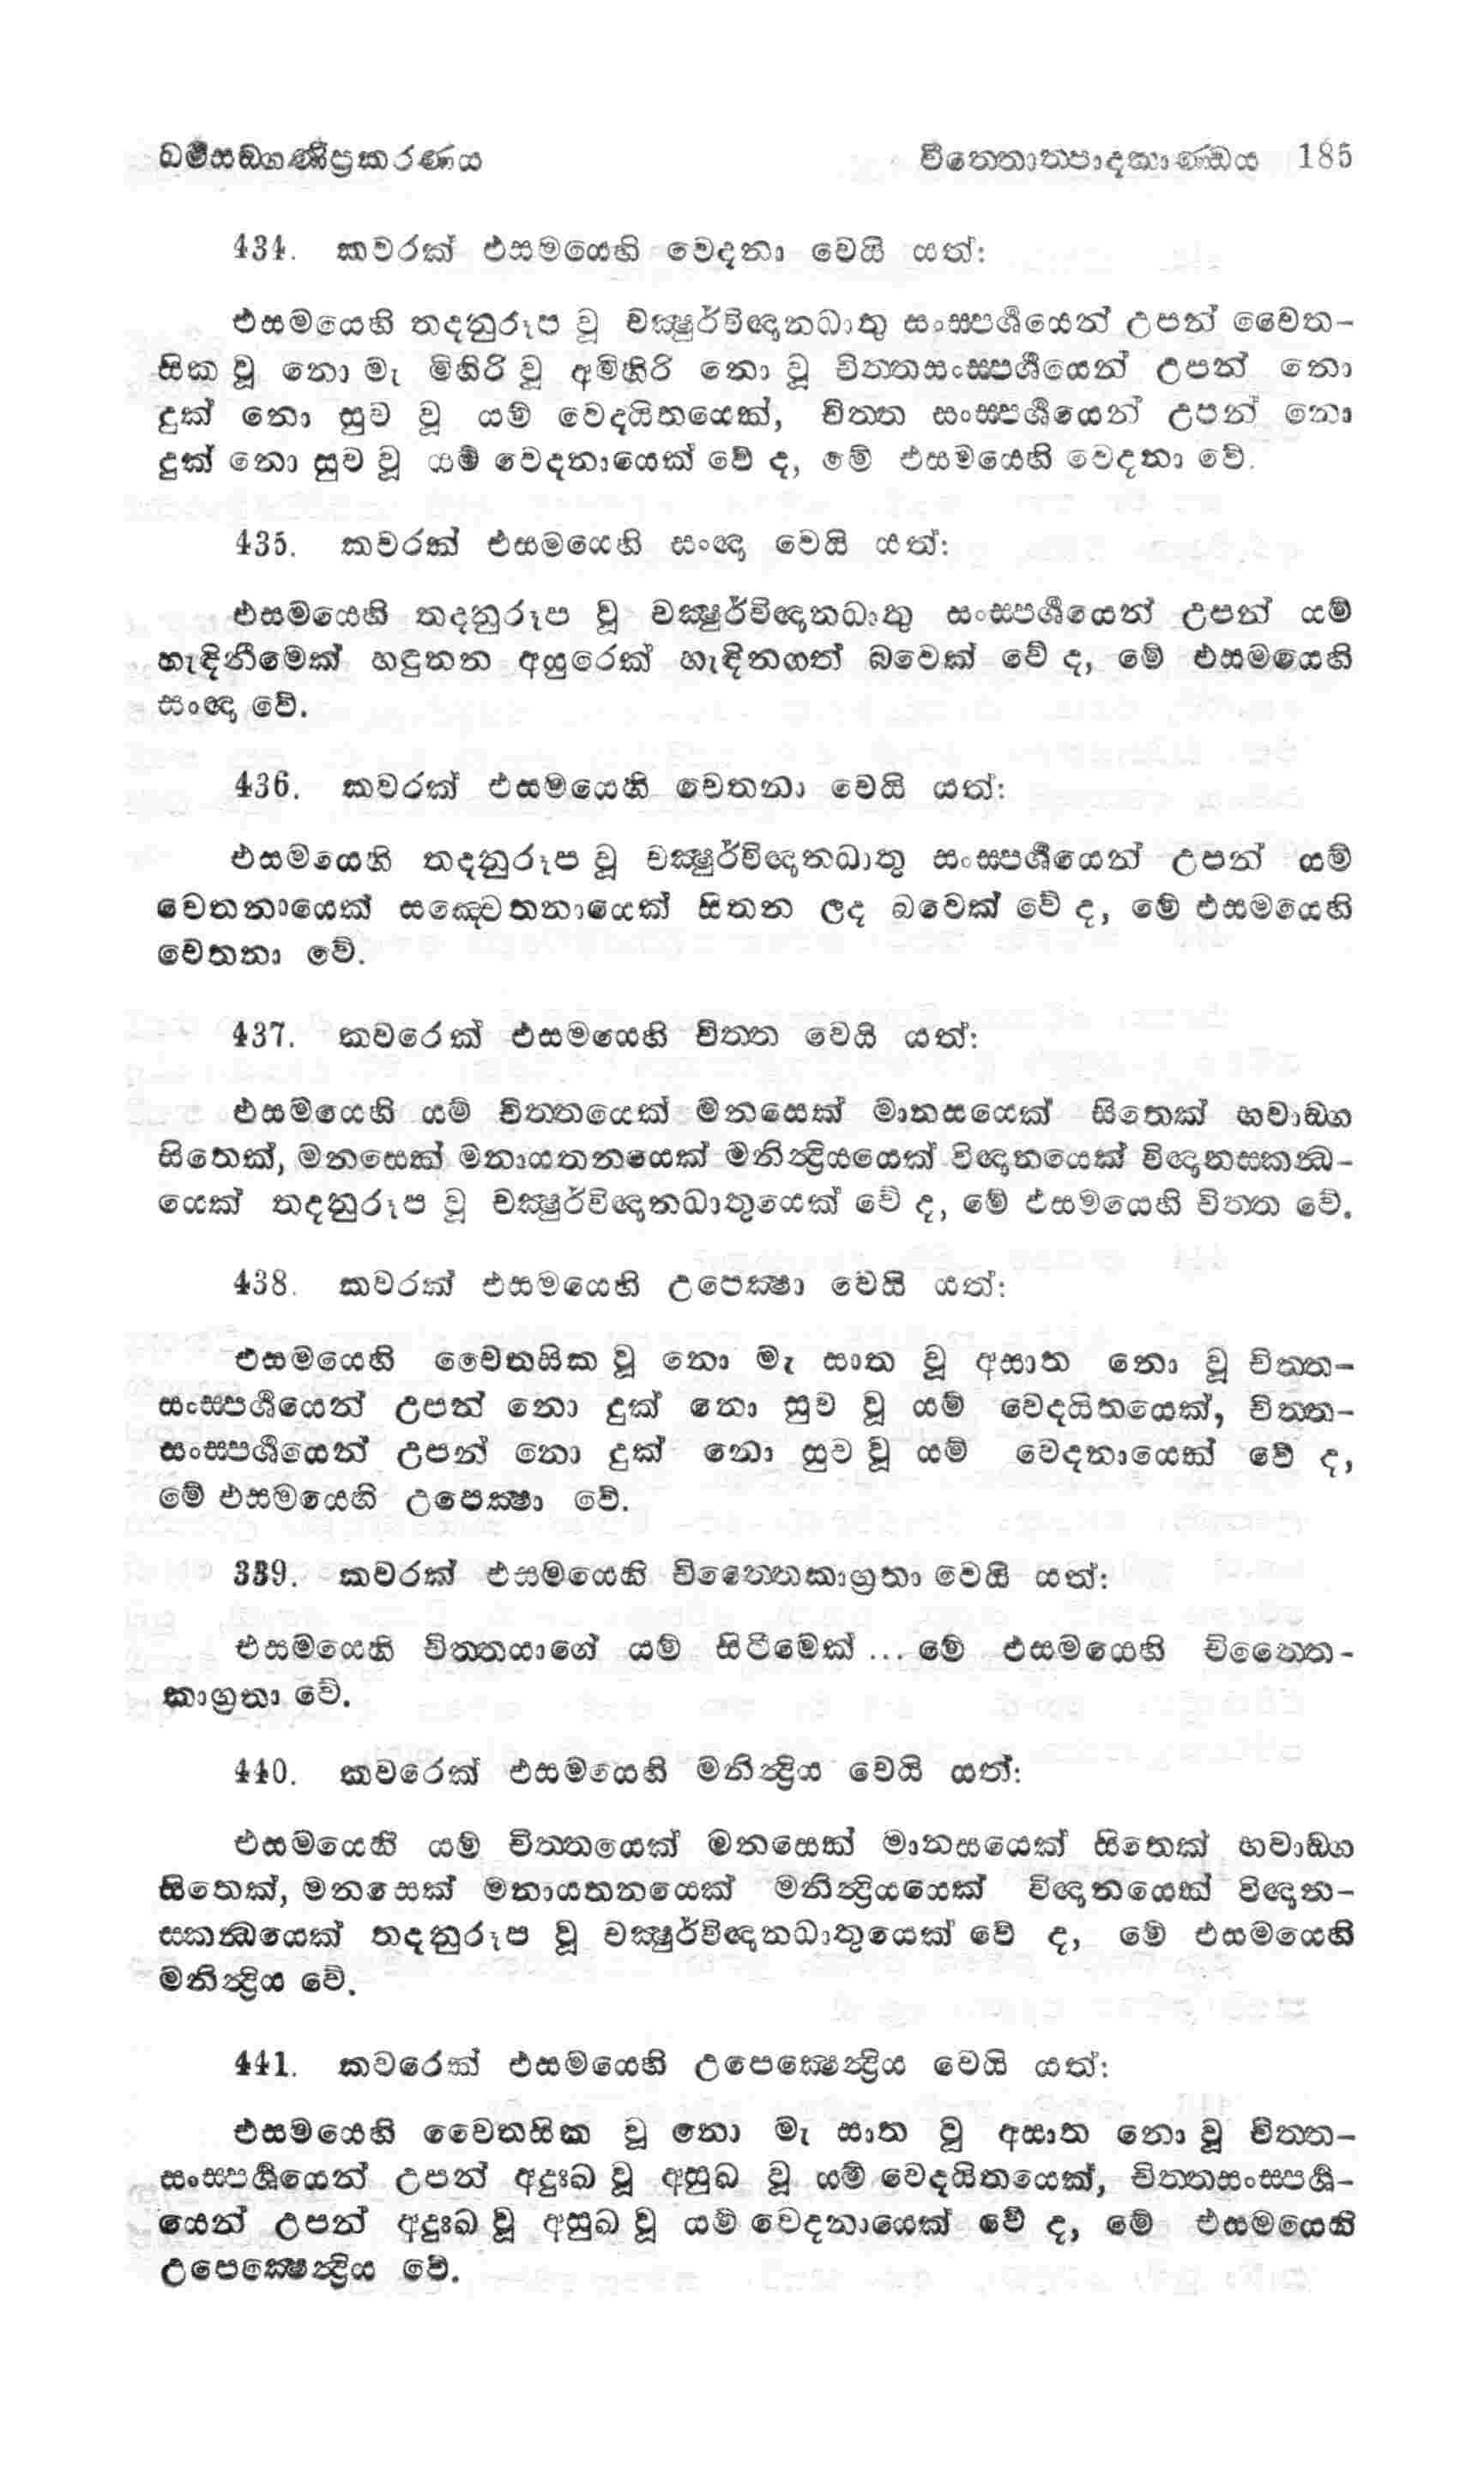 ධර්මසඞ්ගණීප්‍රකරණය චිත්තොත්පාදකාණ්ඩය 185
434. කවරක් එසමයෙහි වෙදනා වෙයි යත්:
එසමයෙහි තදනුරූප වූ චක්ෂුර්විඥානධාතු සංස්පර්ශයෙන් උපන් චෛත-
සික වූ නො මැ මිහිරි වූ අමිහිරි නො වූ චිත්තසංස්පර්ශයෙන් උපන් නො
දුක් නො සුව වූ යම් වෙදයිතයෙක්, චිත්ත සංස්පර්ශයෙන් උපන් නො
දුක් නො සුව වූ යම් වෙදනායෙක් වේ ද, මේ එසමයෙහි වෙදනා වේ.
435. කවරක් එසමයෙහි සංඥා වෙයි යත්:
එසමයෙහි තදනුරූප වූ චක්ෂුර්විඥානධාතු සංස්පර්ශයෙන් උපන් යම්
හැඳිනීමෙක් හඳුනන අයුරෙක් හැඳිනගත් බවෙක් වේ ද, මේ එසමයෙහි
සංඥා වේ.
436. කවරක් එසමයෙහි චෙතනා වෙයි යත්:
එසමයෙහි තදනුරූප වූ චක්ෂුර්විඥානධාතු සංස්පර්ශයෙන් උපන් යම්
චෙතනායෙක් සඤ්චෙතනායෙක් සිතන ලද බවෙක් වේ ද, මේ එසමයෙහි
චෙතනා වේ.
437. කවරෙක් එසමයෙහි චිත්ත වෙයි යත්:
එසමයෙහි යම් චිත්තයෙක් මනසෙක් මානසයෙක් සිතෙක් භවාඞ්ග
සිතෙක්, මනසෙක් මනායතනයෙක් මනින්ද්‍රියයෙක් විඥානයෙක් විඥානස්කන්ධ-
යෙක් තදනුරූප වූ චක්ෂුර්විඥානධාතුයෙක් වේ ද, මේ එසමයෙහි චිත්ත වේ.
438. කවරක් එසමයෙහි උපෙක්ෂා වෙයි යත්:
එසමයෙහි චෛතසික වූ නො මැ සාත වූ අසාත නො වූ චිත්ත-
සංස්පර්ශයෙන් උපන් නො දුක් නො සුව වූ යම් වෙදයිතයෙක්, චිත්ත-
සංස්පර්ශයෙන් උපන් නො දුක් නො සුව වූ යම් වෙදනායෙක් වේ ද,
මේ එසමයෙහි උපෙක්ෂා වේ.
339. කවරක් එසමයෙහි චිත්තෛකාග්‍රතා වෙයි යත්:
එසමයෙහි චිත්තයාගේ යම් සිටීමෙක් ... මේ එසමයෙහි චිත්තෛ-
කාග්‍රතා වේ.
440. කවරෙක් එසමයෙහි මනින්ද්‍රිය වෙයි යත්:
එසමයෙහි යම් චිත්තයෙක් මනසෙක් මානසයෙක් සිතෙක් භවාඞ්ග
සිතෙක්, මනසෙක් මනායතනයෙක් මනින්ද්‍රියයෙක් විඥානයෙක් විඥාන-
ස්කන්ධයෙක් තදනුරූප වූ චක්ෂුර්විඥානධාතුයෙක් වේ ද, මේ එසමයෙහි
මනින්ද්‍රිය වේ.
441. කවරෙක් එසමයෙහි උපෙක්ෂෙන්ද්‍රිය වෙයි යත්:
එසමයෙහි චෛතසික වූ නො මැ සාත වූ අසාත නො වූ චිත්ත-
සංස්පර්ශයෙන් උපන් අදුඃඛ වූ අසුඛ වූ යම් වෙදයිතයෙක්, චිත්තසංස්පර්ශ-
යෙන් උපන් අදුඃඛ වූ අසුඛ වූ යම් වෙදනායෙක් වේ ද, මේ එසමයෙහි
උපෙක්ෂෙන්ද්‍රිය වේ.